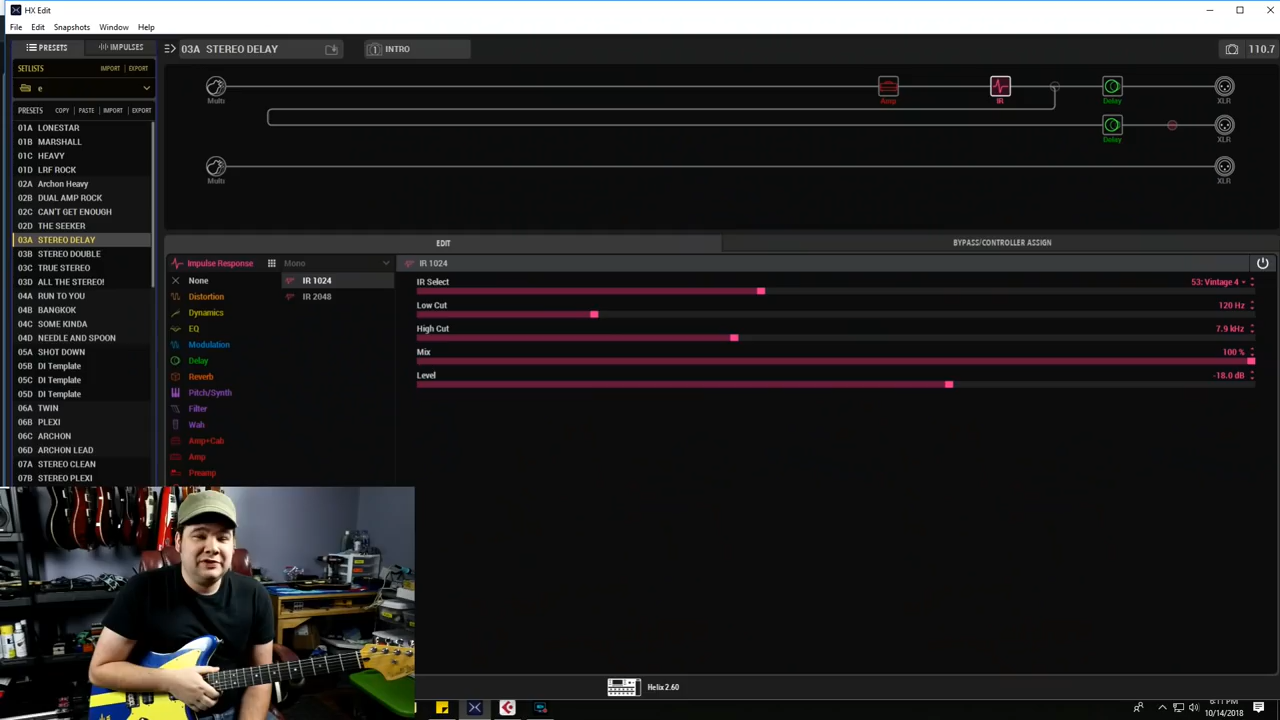 HX Edit
File Edit Snapshots Window Help
PRESETS IMPULSES
03A STEREO DELAY
1 INTRO
110.7
SETLISTS IMPORT EXPORT
e
PRESETS COPY PASTE IMPORT EXPORT
01A LONESTAR
01B MARSHALL
01C HEAVY
01D LRF ROCK
02A Archon Heavy
02B DUAL AMP ROCK
02C CAN'T GET ENOUGH
02D THE SEEKER
03A STEREO DELAY
03B STEREO DOUBLE
03C TRUE STEREO
03D ALL THE STEREO!
04A RUN TO YOU
04B BANGKOK
04C SOME KINDA
04D NEEDLE AND SPOON
05A SHOT DOWN
05B DI Template
05C DI Template
05D DI Template
06A TWIN
06B PLEXI
06C ARCHON
06D ARCHON LEAD
07A STEREO CLEAN
07B STEREO PLEXI
Multi Amp IR Delay XLR
Delay XLR
Multi XLR
EDIT BYPASS/CONTROLLER ASSIGN
Impulse Response Mono
None
Distortion
Dynamics
EQ
Modulation
Delay
Reverb
Pitch/Synth
Filter
Wah
Amp+Cab
Amp
Preamp
IR 1024
IR 2048
IR 1024
IR Select 53: Vintage 4
Low Cut 120 Hz
High Cut 7.9 kHz
Mix 100 %
Level -18.0 dB
Helix 2.60
6:11 PM
10/14/2018